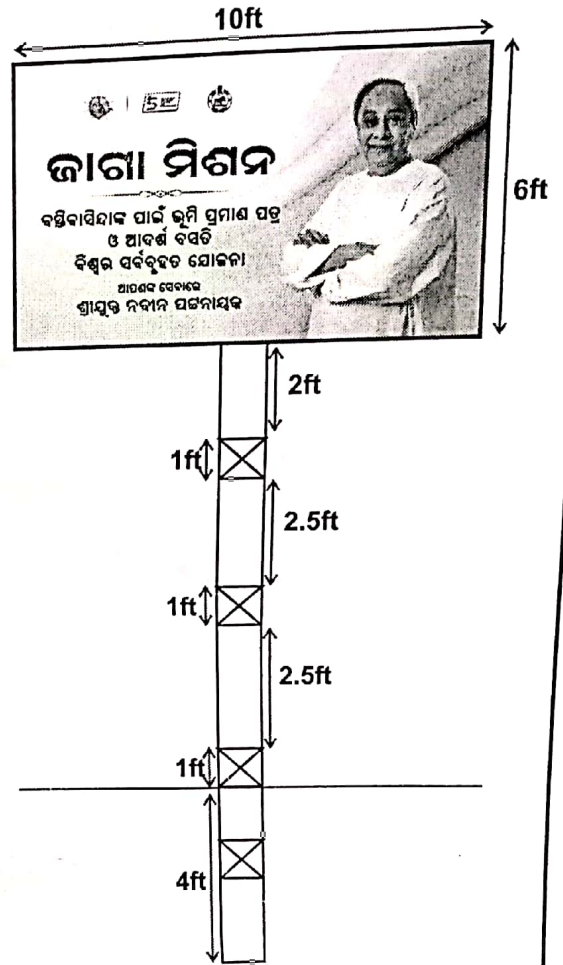 10ft
6ft
ଜାଗା ମିଶନ
ବସ୍ତିବାସିନ୍ଦାଙ୍କ ପାଇଁ ଭୂମି ପ୍ରମାଣ ପତ୍ର
ଓ ଆଦର୍ଶ ବସତି
ବିଶ୍ୱର ସର୍ବବୃହତ ଯୋଜନା
ଆପଣଙ୍କ ସେବାରେ
ଶ୍ରୀଯୁକ୍ତ ନବୀନ ପଟ୍ଟନାୟକ
2ft
1ft
2.5ft
1ft
2.5ft
1ft
4ft